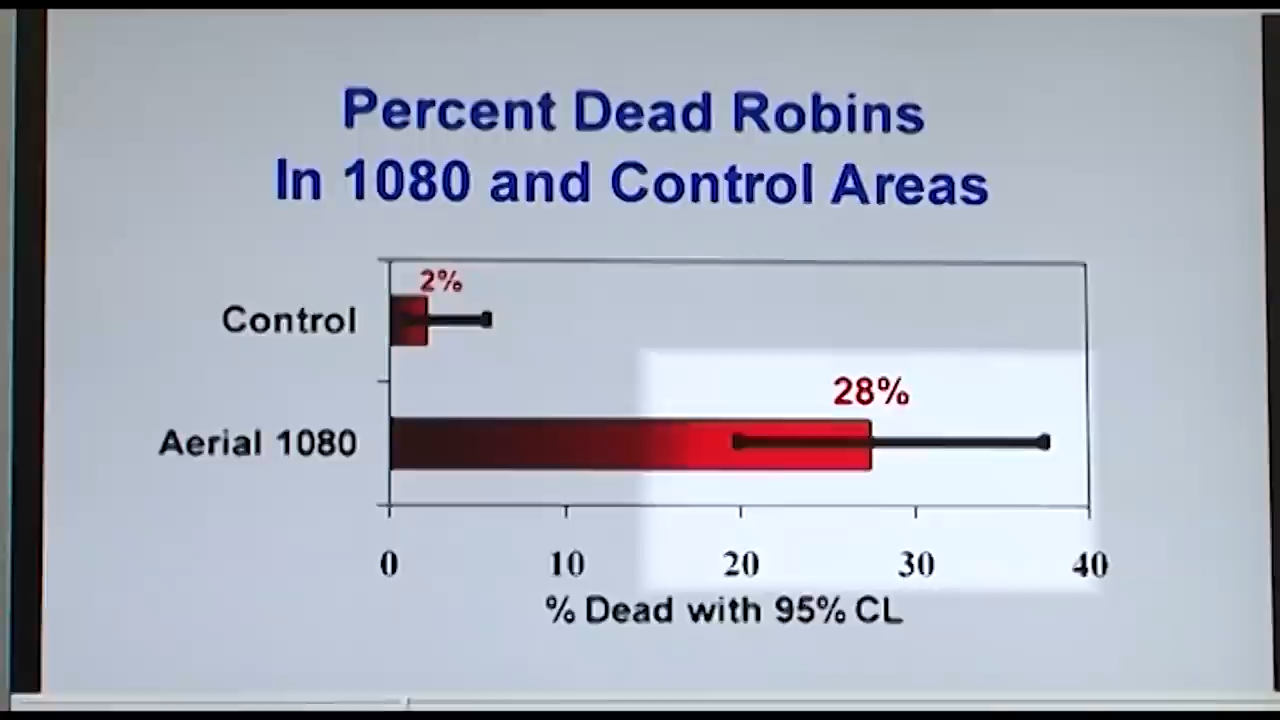 Percent Dead Robins
In 1080 and Control Areas
2%
Control
28%
Aerial 1080
0 10 20 30 40
% Dead with 95% CL